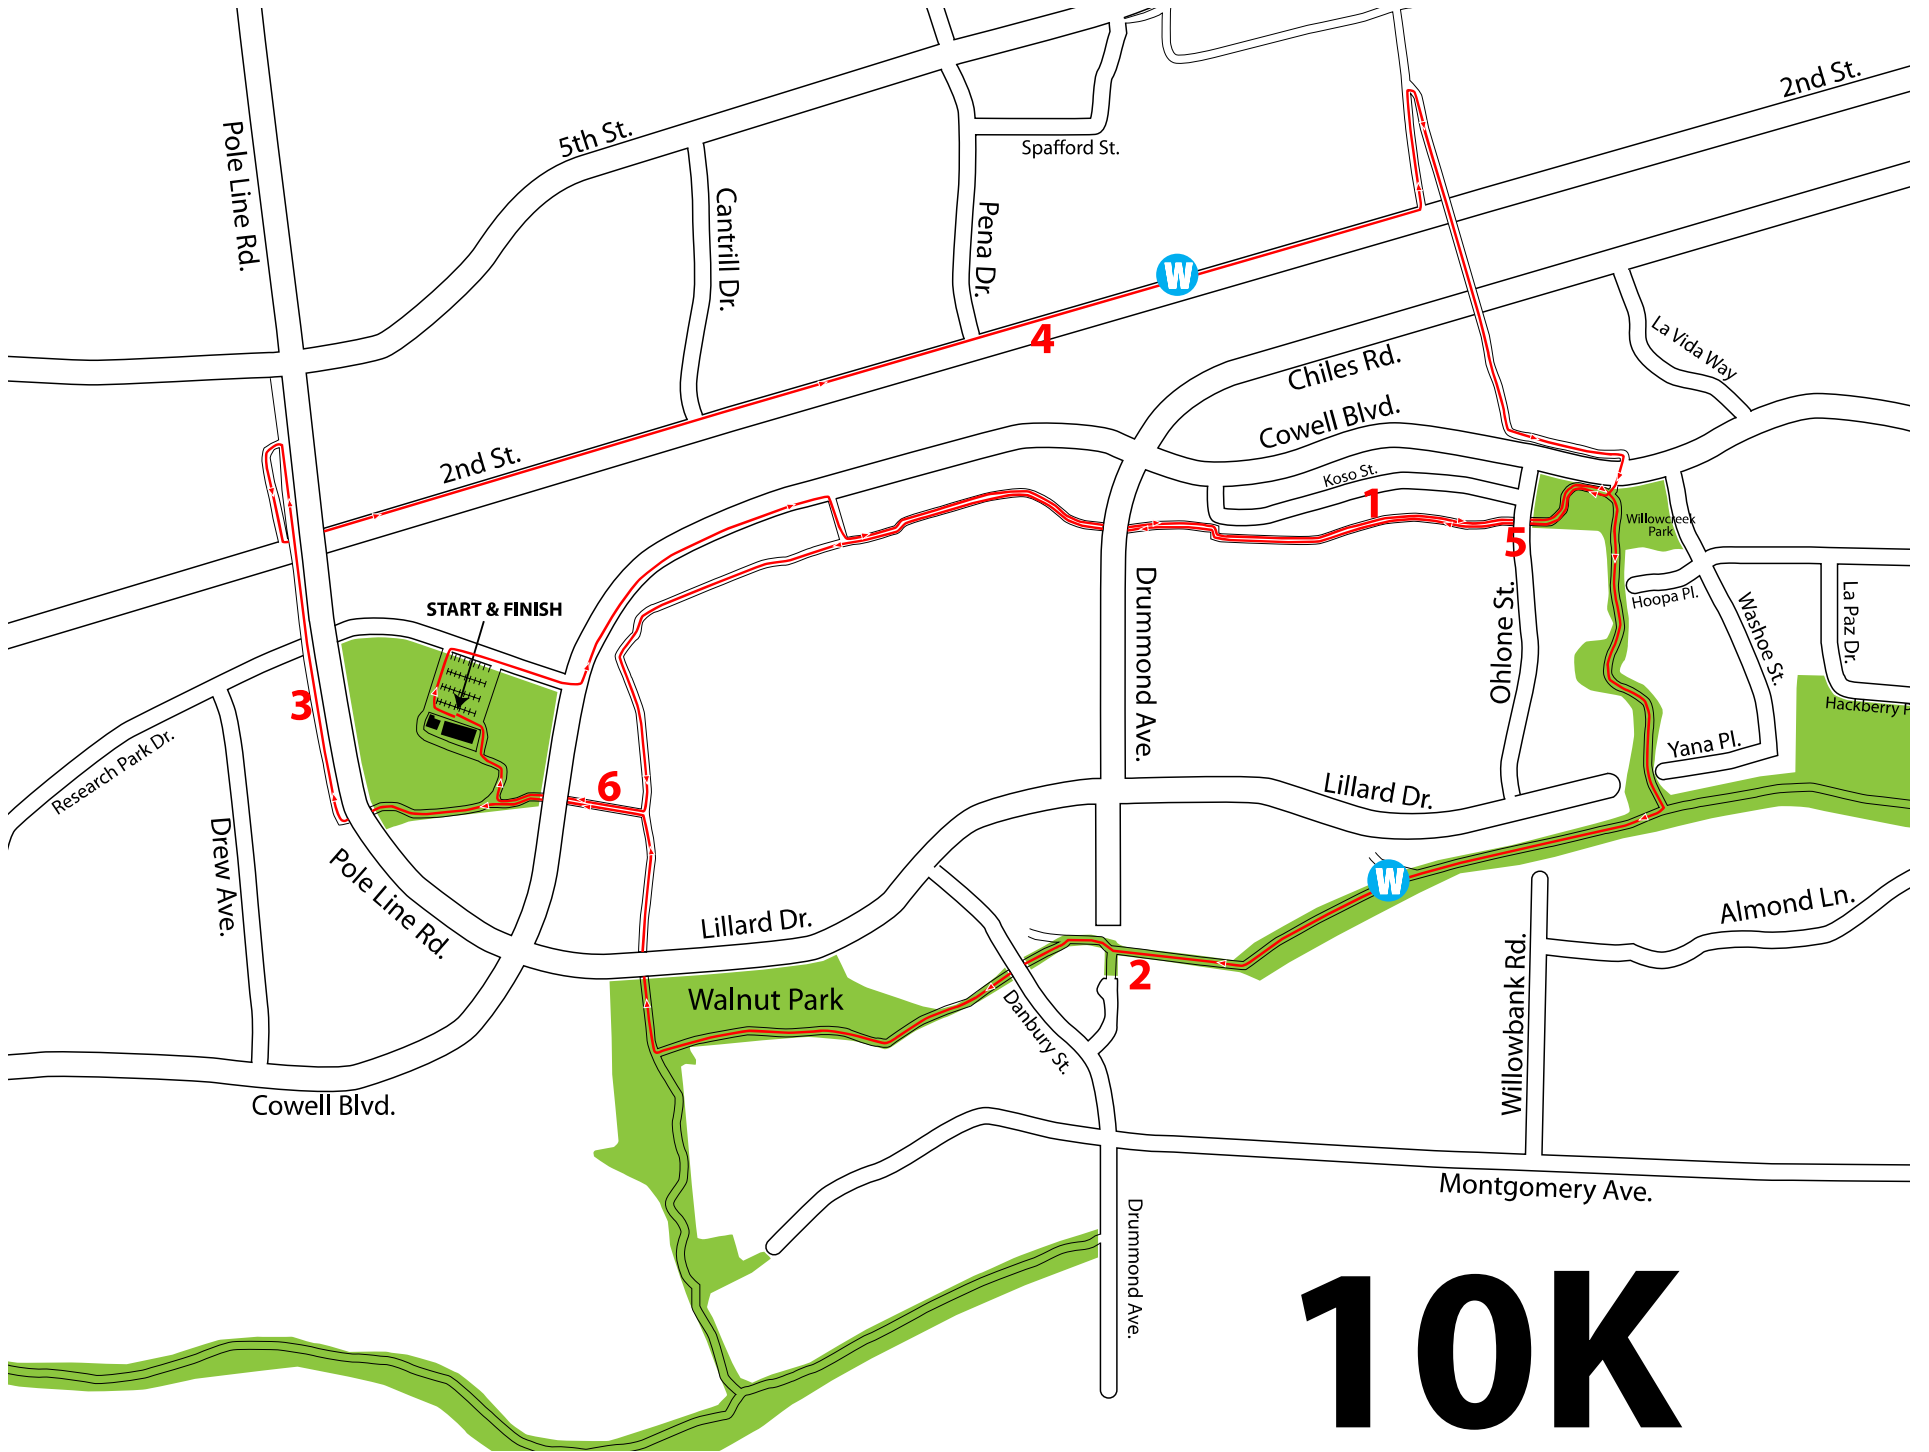 2nd St.
5th St.
Pole Line Rd.
Spafford St.
Cantrill Dr.
Pena Dr.
W
4
La Vida Way
Chiles Rd.
Cowell Blvd.
2nd St.
Koso St.
1
Willowcreek
Park
5
START & FINISH
Drummond Ave.
Ohlone St.
Hoopa Pl.
Washoe St.
La Paz Dr.
3
Hackberry P
Research Park Dr.
Yana Pl.
6
Lillard Dr.
Drew Ave.
Pole Line Rd.
W
Lillard Dr.
Almond Ln.
2
Walnut Park
Danbury St.
Willowbank Rd.
Cowell Blvd.
Montgomery Ave.
Drummond Ave.
10K